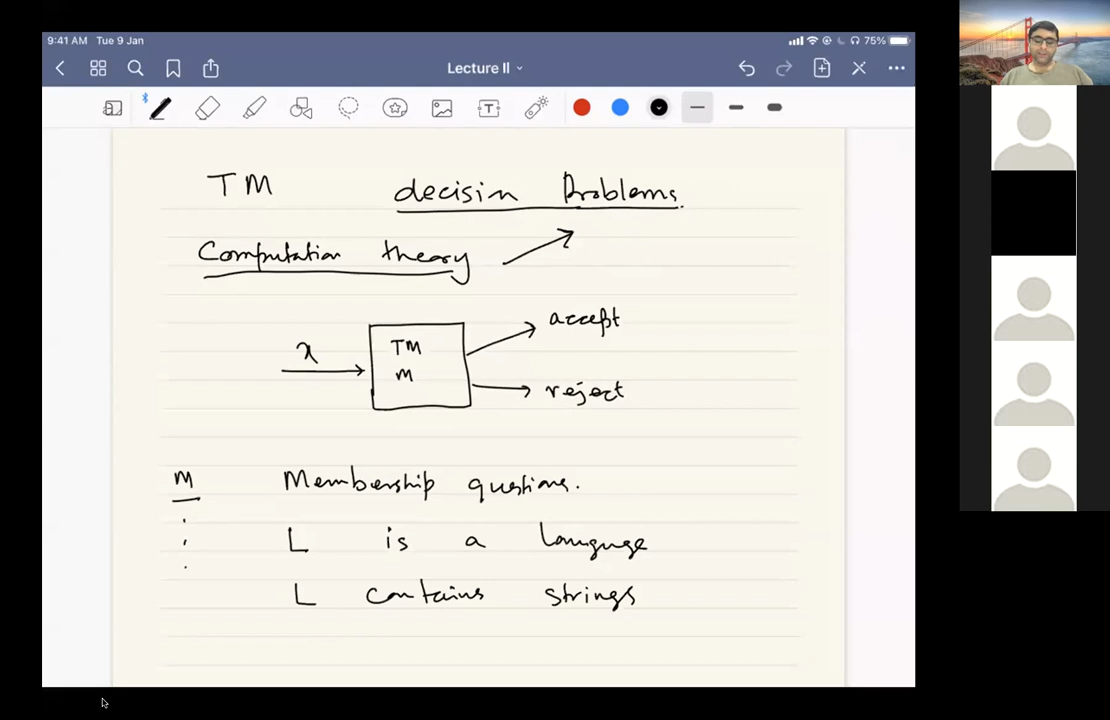 9:41 AM Tue 9 Jan
75%
Lecture II
T
TM decisin Problems.
Computation theory
x
TM
M
accept
reject
M Membership questions.
L is a language
L contains strings